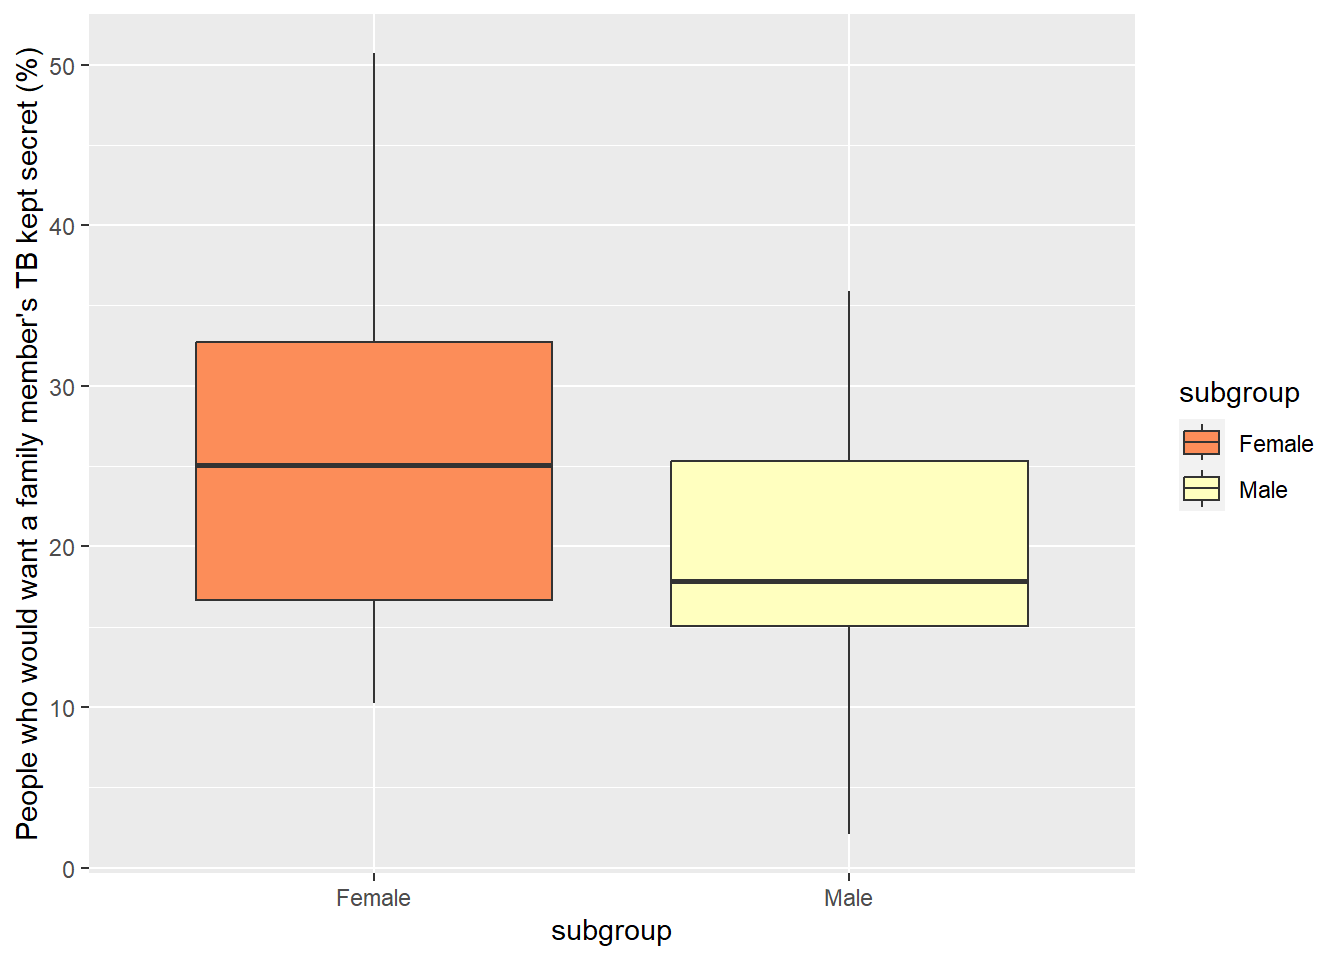 People who would want a family member's TB kept secret (%)
50
40
30
20
10
0
Female
Male
subgroup
subgroup
Female
Male